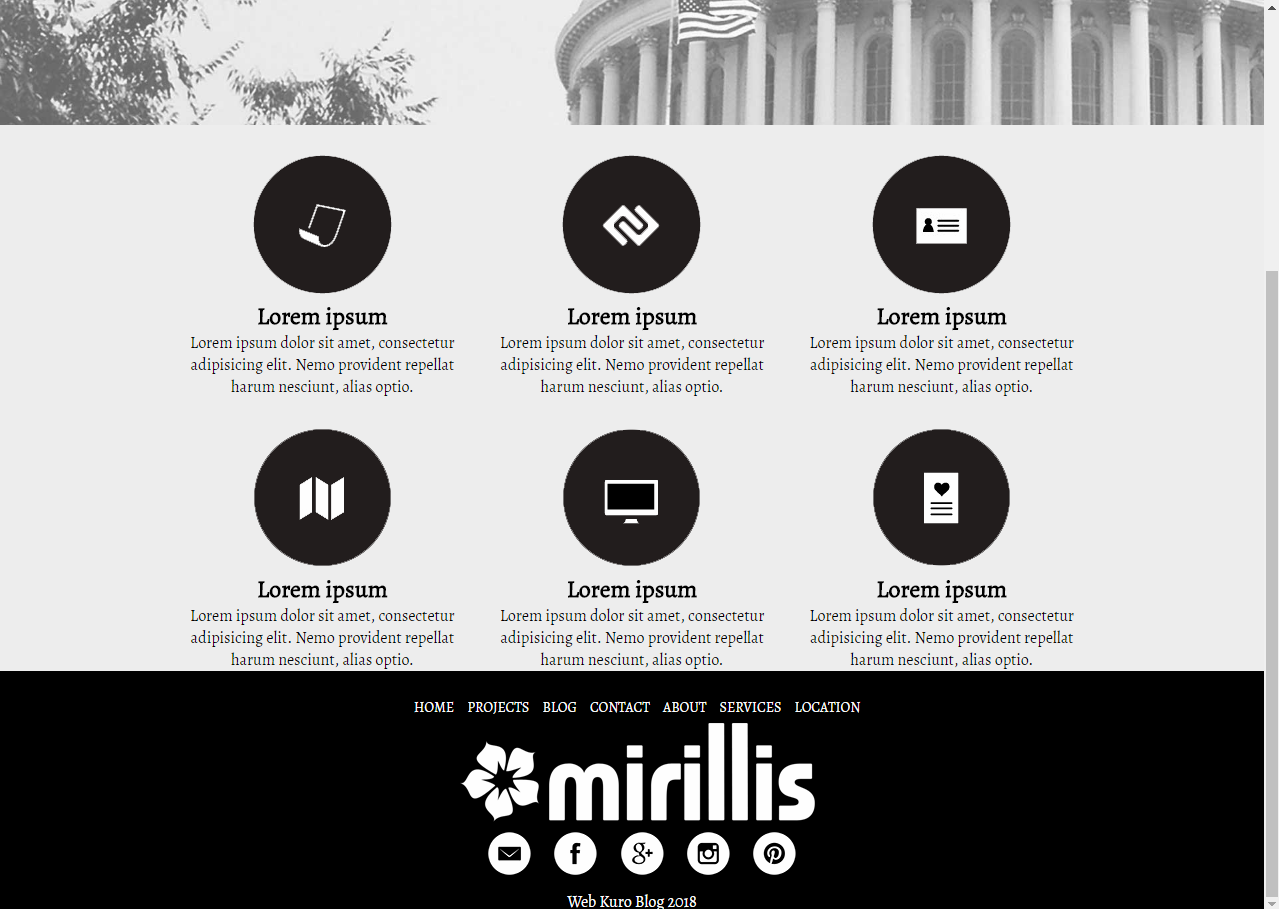 Lorem ipsum
Lorem ipsum dolor sit amet, consectetur
adipisicing elit. Nemo provident repellat
harum nesciunt, alias optio.
Lorem ipsum
Lorem ipsum dolor sit amet, consectetur
adipisicing elit. Nemo provident repellat
harum nesciunt, alias optio.
Lorem ipsum
Lorem ipsum dolor sit amet, consectetur
adipisicing elit. Nemo provident repellat
harum nesciunt, alias optio.
Lorem ipsum
Lorem ipsum dolor sit amet, consectetur
adipisicing elit. Nemo provident repellat
harum nesciunt, alias optio.
Lorem ipsum
Lorem ipsum dolor sit amet, consectetur
adipisicing elit. Nemo provident repellat
harum nesciunt, alias optio.
Lorem ipsum
Lorem ipsum dolor sit amet, consectetur
adipisicing elit. Nemo provident repellat
harum nesciunt, alias optio.
HOME PROJECTS BLOG CONTACT ABOUT SERVICES LOCATION
mirillis
Web Kuro Blog 2018